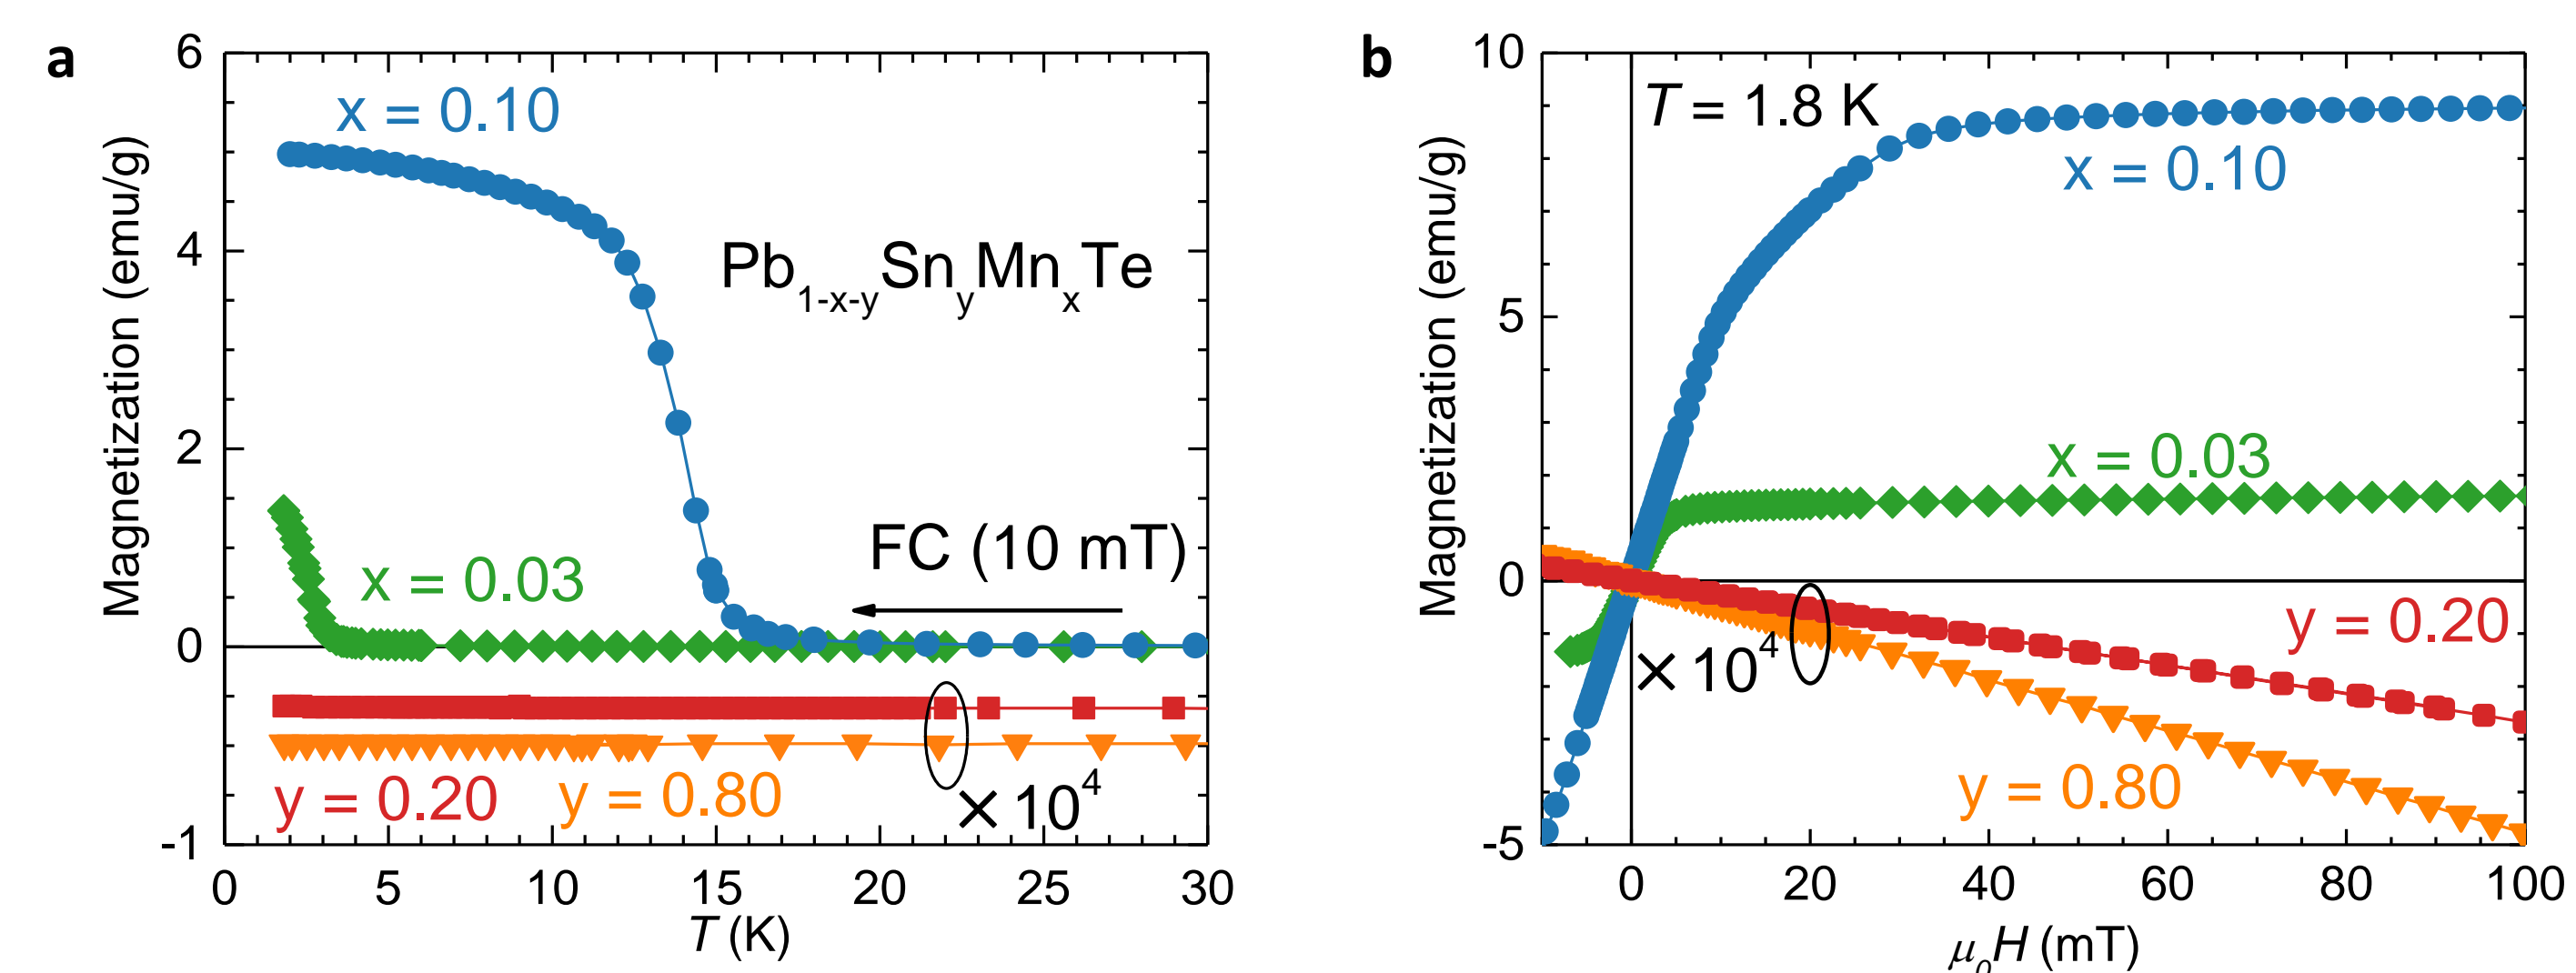 a
6
4
2
0
-1
Magnetization (emu/g)
x = 0.10
Pb1-x-ySnyMnxTe
x = 0.03
FC (10 mT)
y = 0.20
y = 0.80
×10⁴
0 5 10 15 20 25 30
T (K)
b
10
5
0
-5
Magnetization (emu/g)
T = 1.8 K
x = 0.10
x = 0.03
y = 0.20
×10⁴
y = 0.80
0 20 40 60 80 100
μ0H (mT)